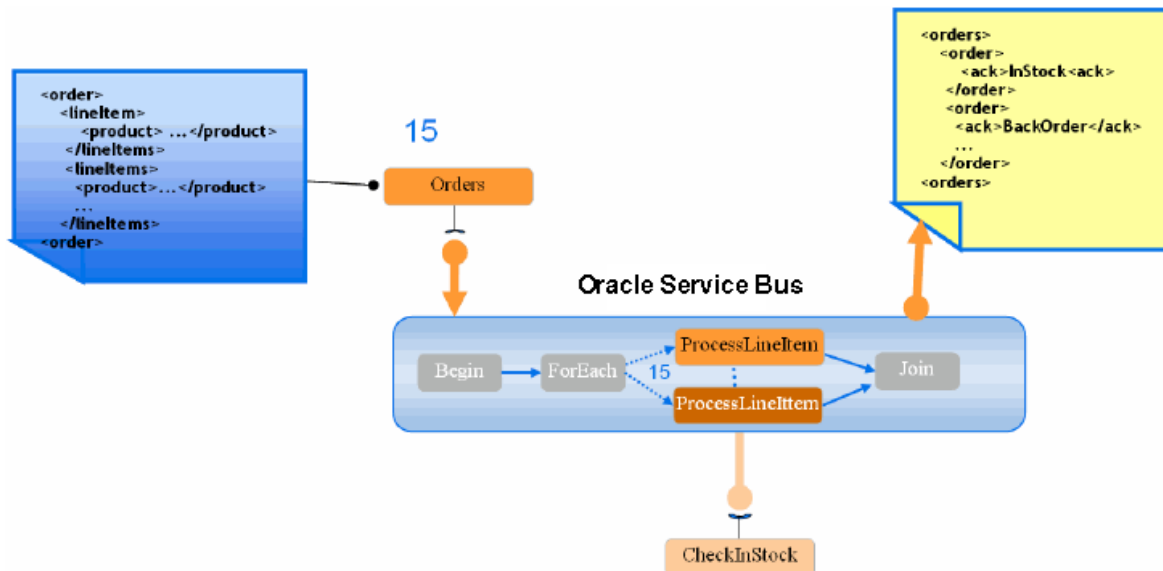 <order>
<lineItem>
<product> ...</product>
</lineItems>
<lineItems>
<product>...</product>
...
</lineItems>
<order>
15
Orders
<orders>
<order>
<ack>InStock<ack>
</order>
<order>
<ack>BackOrder</ack>
...
</order>
<orders>
Oracle Service Bus
Begin
ForEach
15
ProcessLineItem
ProcessLineIttem
Join
CheckInStock